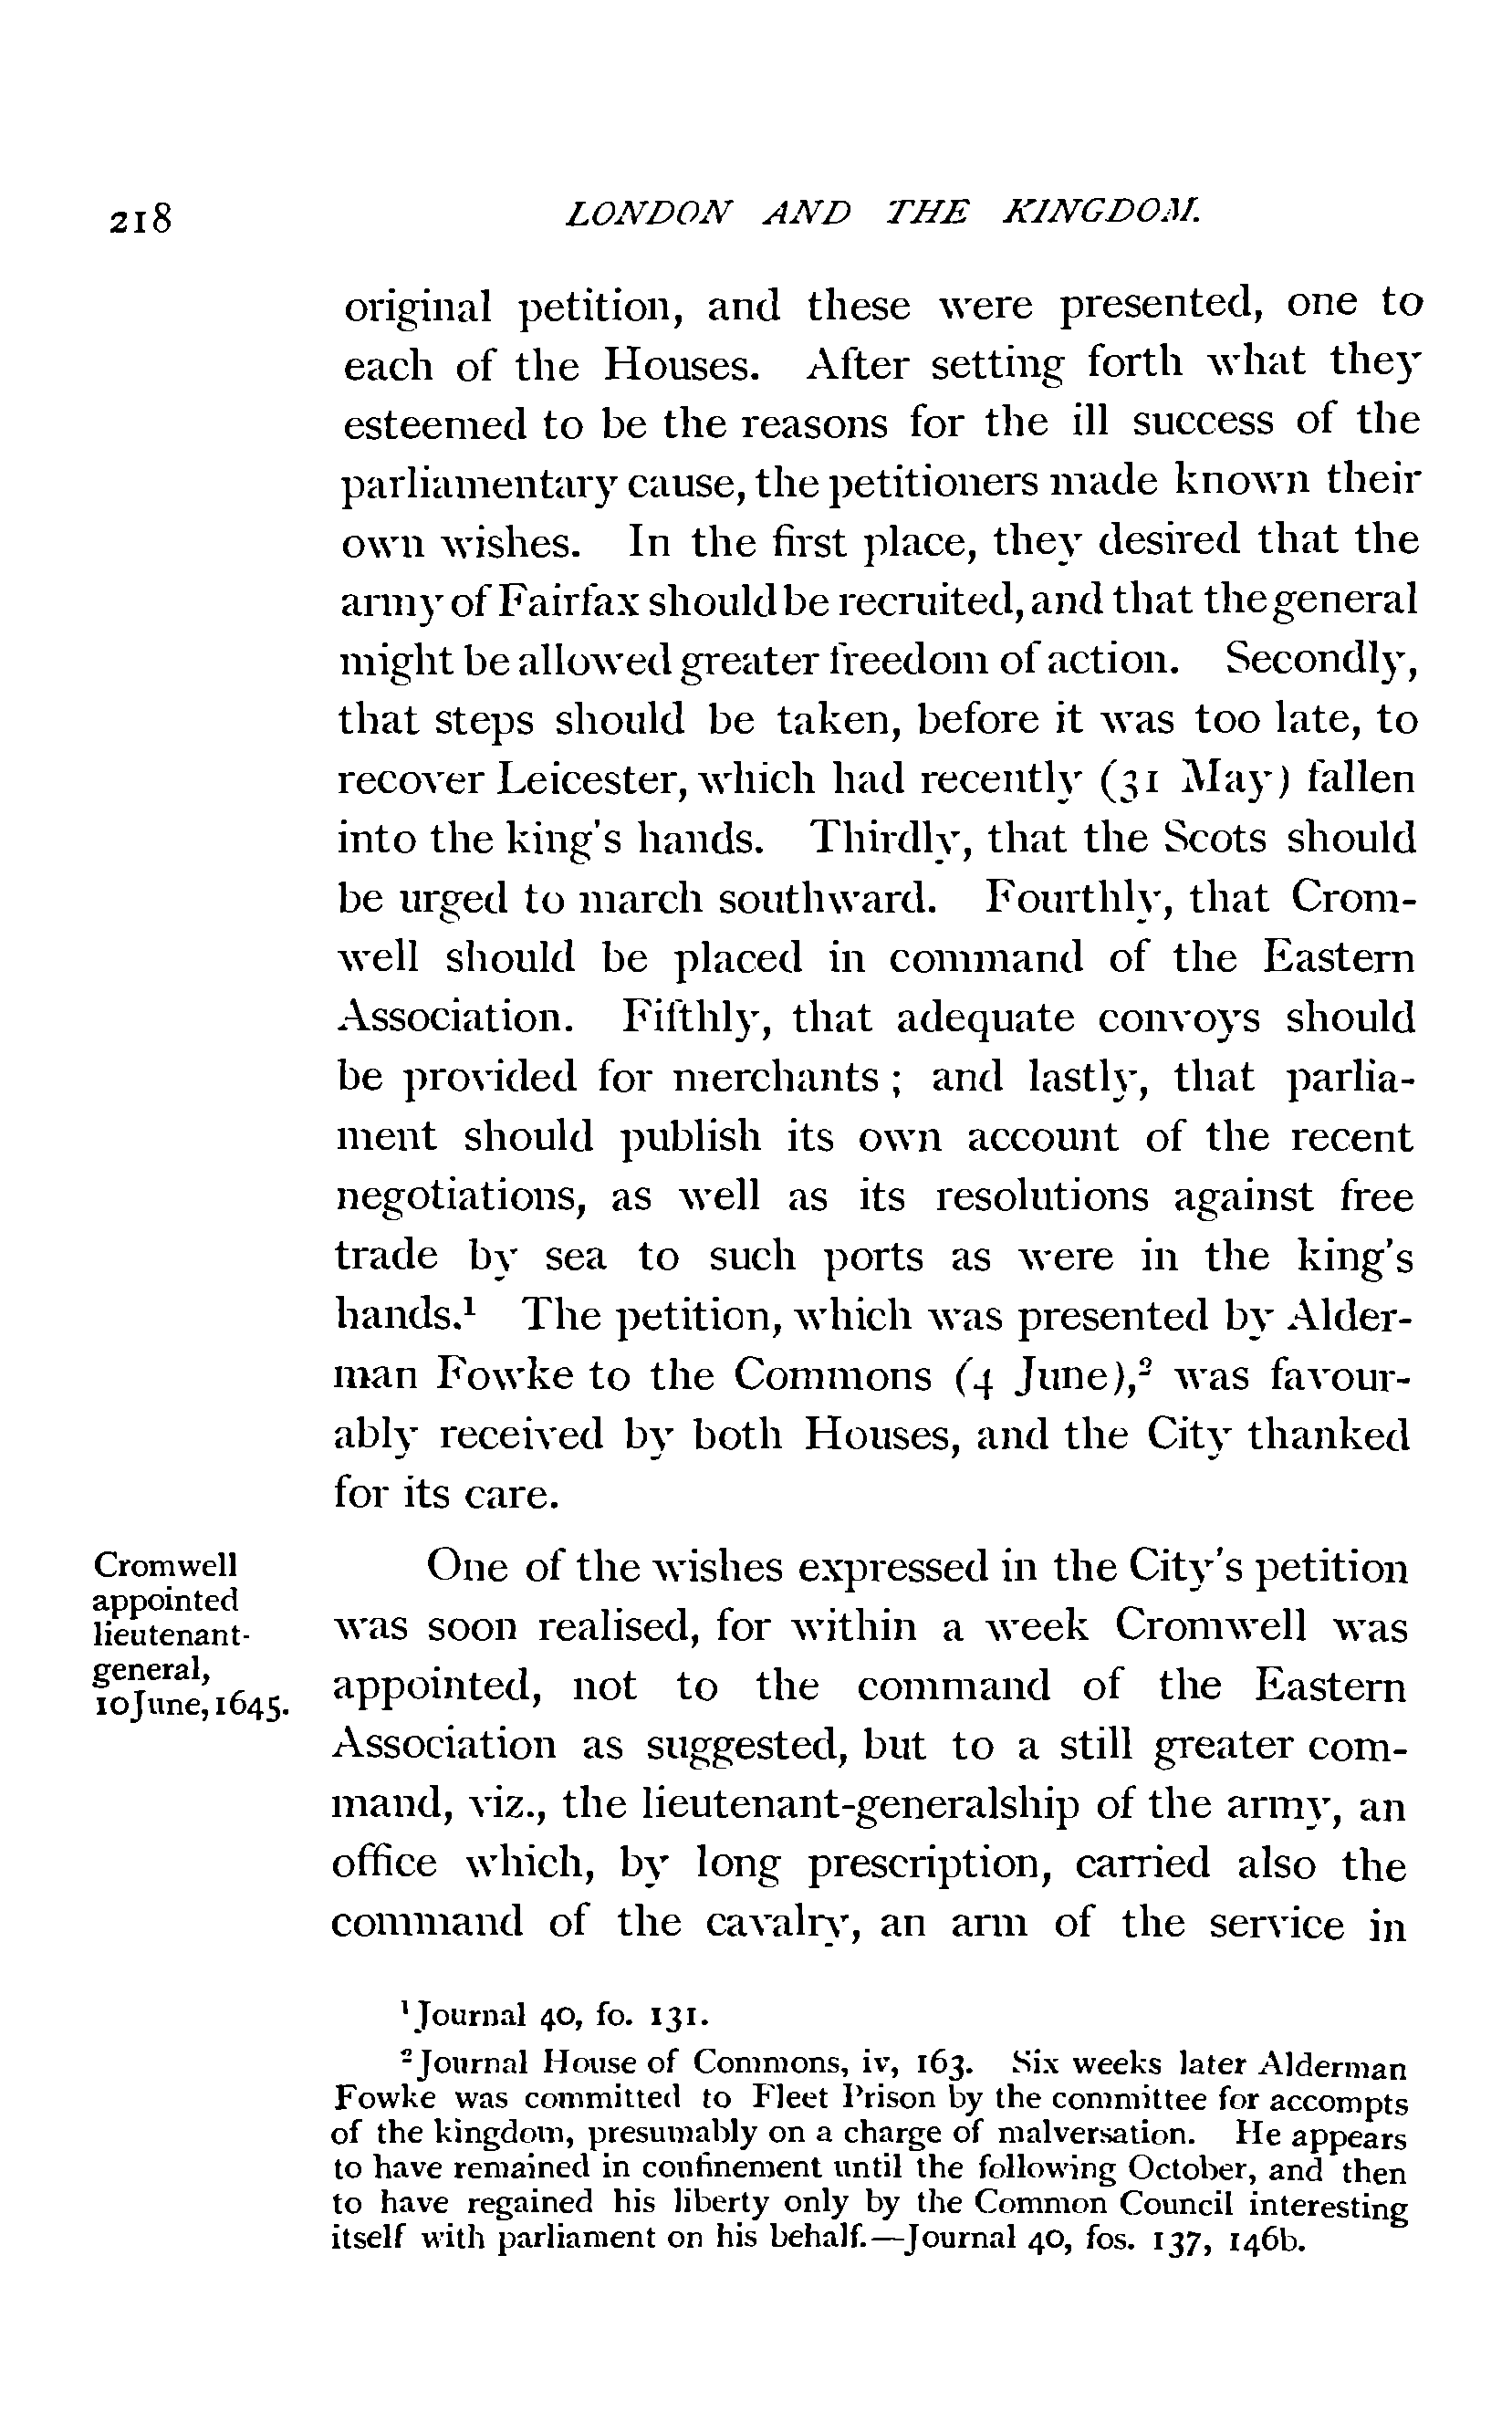 218 LONDON AND THE KINGDOM.
original petition, and these were presented, one to
each of the Houses. After setting forth what they
esteemed to be the reasons for the ill success of the
parliamentary cause, the petitioners made known their
own wishes. In the first place, they desired that the
army of Fairfax should be recruited, and that the general
might be allowed greater freedom of action. Secondly,
that steps should be taken, before it was too late, to
recover Leicester, which had recently (31 May) fallen
into the king's hands. Thirdly, that the Scots should
be urged to march southward. Fourthly, that Crom-
well should be placed in command of the Eastern
Association. Fifthly, that adequate convoys should
be provided for merchants; and lastly, that parlia-
ment should publish its own account of the recent
negotiations, as well as its resolutions against free
trade by sea to such ports as were in the king's
hands.¹ The petition, which was presented by Alder-
man Fowke to the Commons (4 June),² was favour-
ably received by both Houses, and the City thanked
for its care.
Cromwell
appointed
lieutenant-
general,
10 June, 1645.
One of the wishes expressed in the City's petition
was soon realised, for within a week Cromwell was
appointed, not to the command of the Eastern
Association as suggested, but to a still greater com-
mand, viz., the lieutenant-generalship of the army, an
office which, by long prescription, carried also the
command of the cavalry, an arm of the service in
¹ Journal 40, fo. 131.
² Journal House of Commons, iv, 163. Six weeks later Alderman
Fowke was committed to Fleet Prison by the committee for accompts
of the kingdom, presumably on a charge of malversation. He appears
to have remained in confinement until the following October, and then
to have regained his liberty only by the Common Council interesting
itself with parliament on his behalf.—Journal 40, fos. 137, 146b.